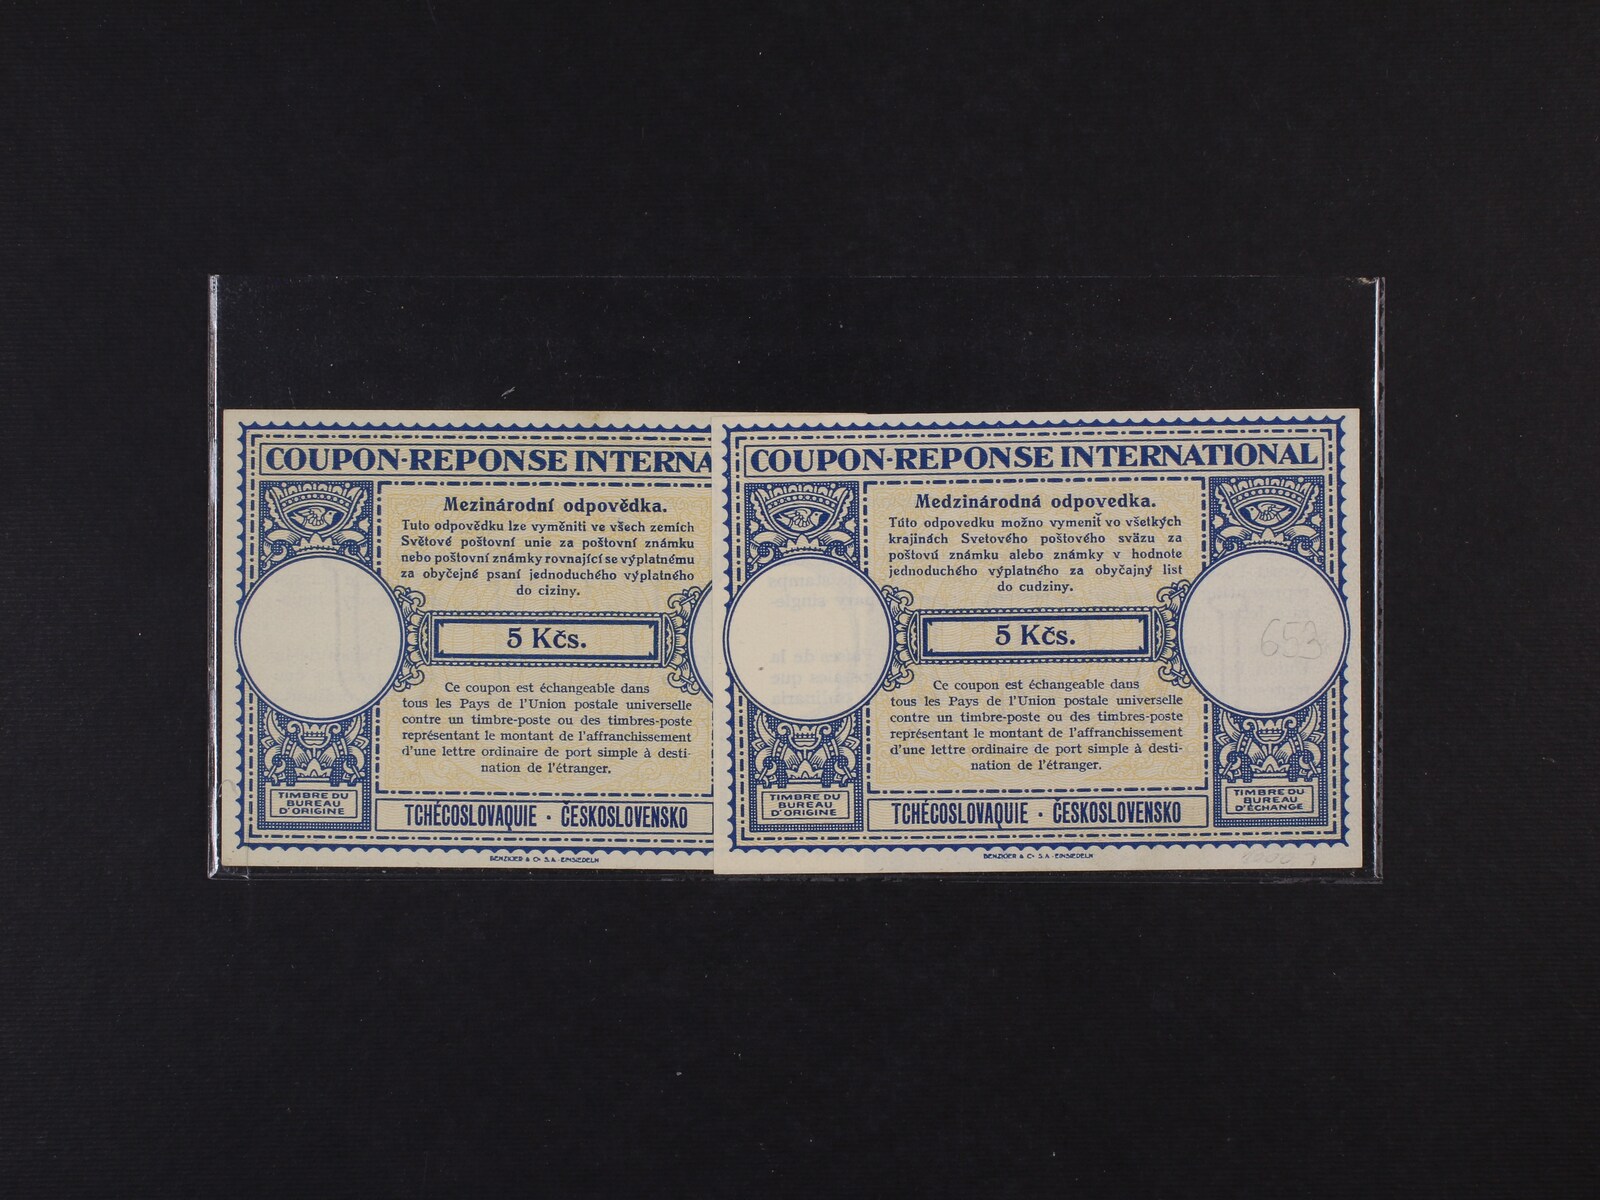 COUPON-REPONSE INTERNA
Mezinárodní odpovědka.
Tuto odpovědku lze vyměniti ve všech zemích
Světové poštovní unie za poštovní známku
nebo poštovní známky rovnající se výplatnému
za obyčejné psaní jednoduchého výplatného
do ciziny.
5 Kčs.
Ce coupon est échangeable dans
tous les Pays de l'Union postale universelle
contre un timbre-poste ou des timbres-poste
représentant le montant de l'affranchissement
d'une lettre ordinaire de port simple à desti-
nation de l'étranger.
TIMBRE DU
BUREAU
D'ORIGINE
TCHÉCOSLOVAQUIE · ČESKOSLOVENSKO
BENZIGER & Co S.A. - EINSIEDELN
COUPON-REPONSE INTERNATIONAL
Medzinárodná odpovedka.
Túto odpovedku možno vymeniť vo všetkých
krajinách Svetového poštového sväzu za
poštovú známku alebo známky v hodnote
jednoduchého výplatného za obyčajný list
do cudziny.
5 Kčs.
653
Ce coupon est échangeable dans
tous les Pays de l'Union postale universelle
contre un timbre-poste ou des timbres-poste
représentant le montant de l'affranchissement
d'une lettre ordinaire de port simple à desti-
nation de l'étranger.
TIMBRE DU
BUREAU
D'ORIGINE
TCHÉCOSLOVAQUIE · ČESKOSLOVENSKO
TIMBRE DU
BUREAU
D'ÉCHANGE
BENZIGER & Co S.A. - EINSIEDELN